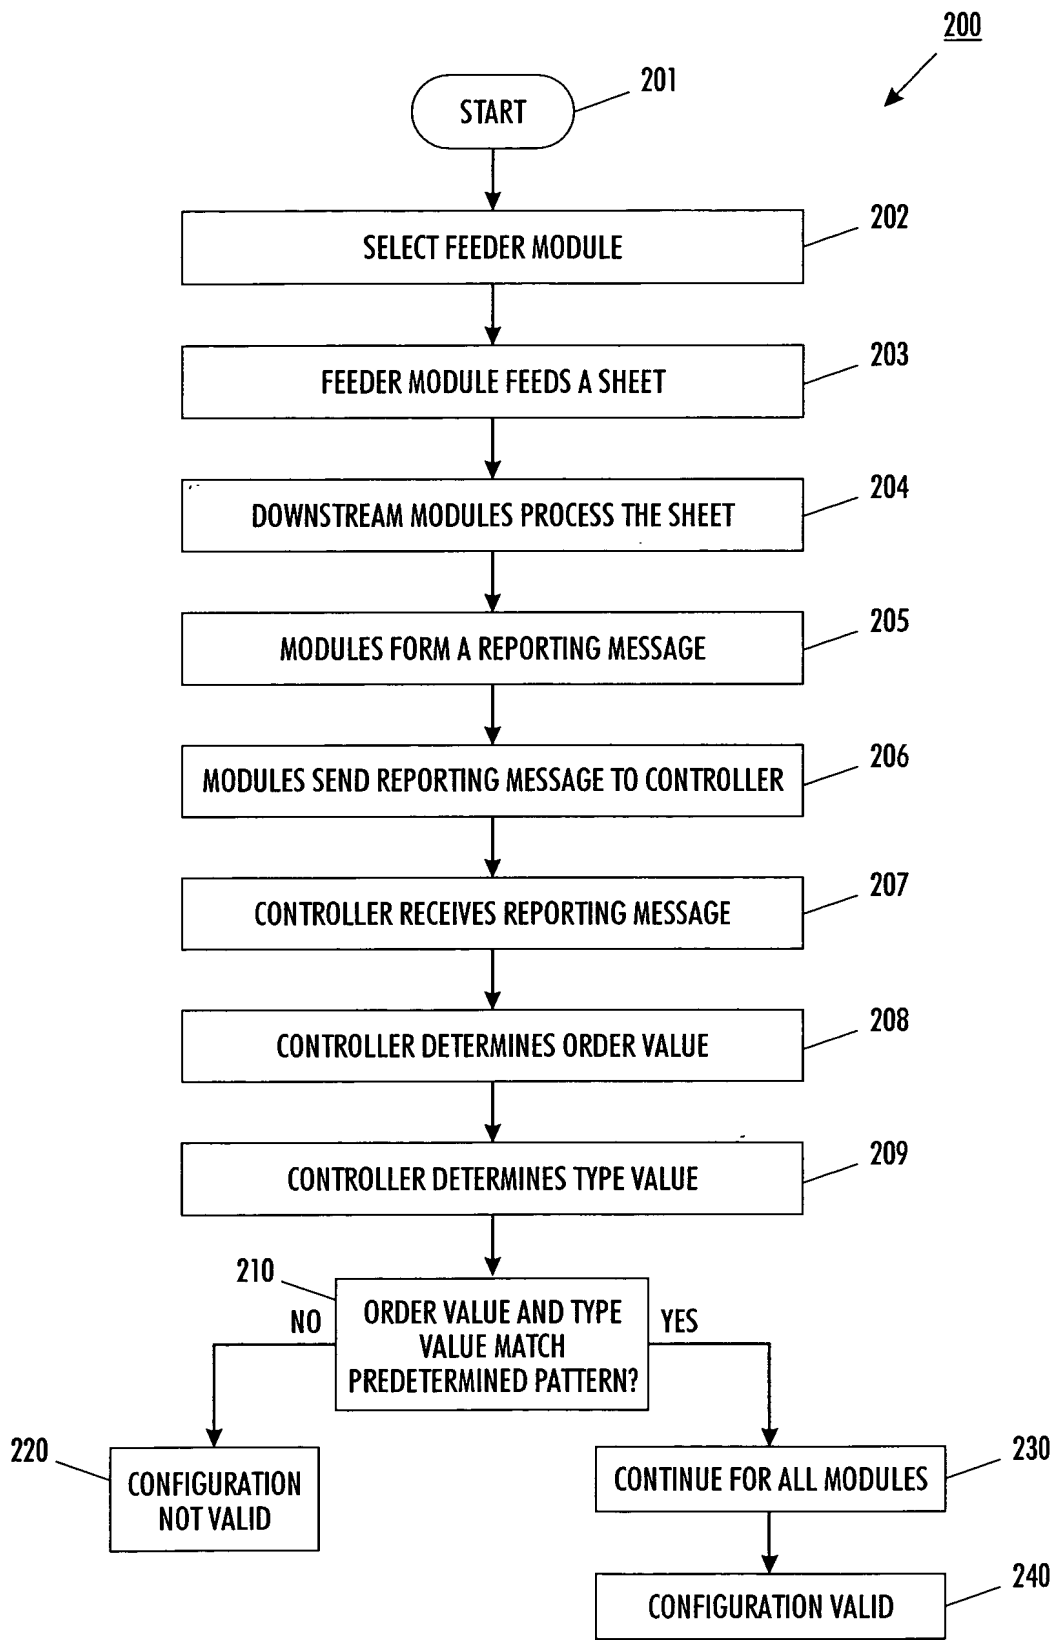 200
START
201
SELECT FEEDER MODULE
202
FEEDER MODULE FEEDS A SHEET
203
DOWNSTREAM MODULES PROCESS THE SHEET
204
MODULES FORM A REPORTING MESSAGE
205
MODULES SEND REPORTING MESSAGE TO CONTROLLER
206
CONTROLLER RECEIVES REPORTING MESSAGE
207
CONTROLLER DETERMINES ORDER VALUE
208
CONTROLLER DETERMINES TYPE VALUE
209
210
ORDER VALUE AND TYPE
VALUE MATCH
PREDETERMINED PATTERN?
NO
YES
220
CONFIGURATION
NOT VALID
CONTINUE FOR ALL MODULES
230
CONFIGURATION VALID
240